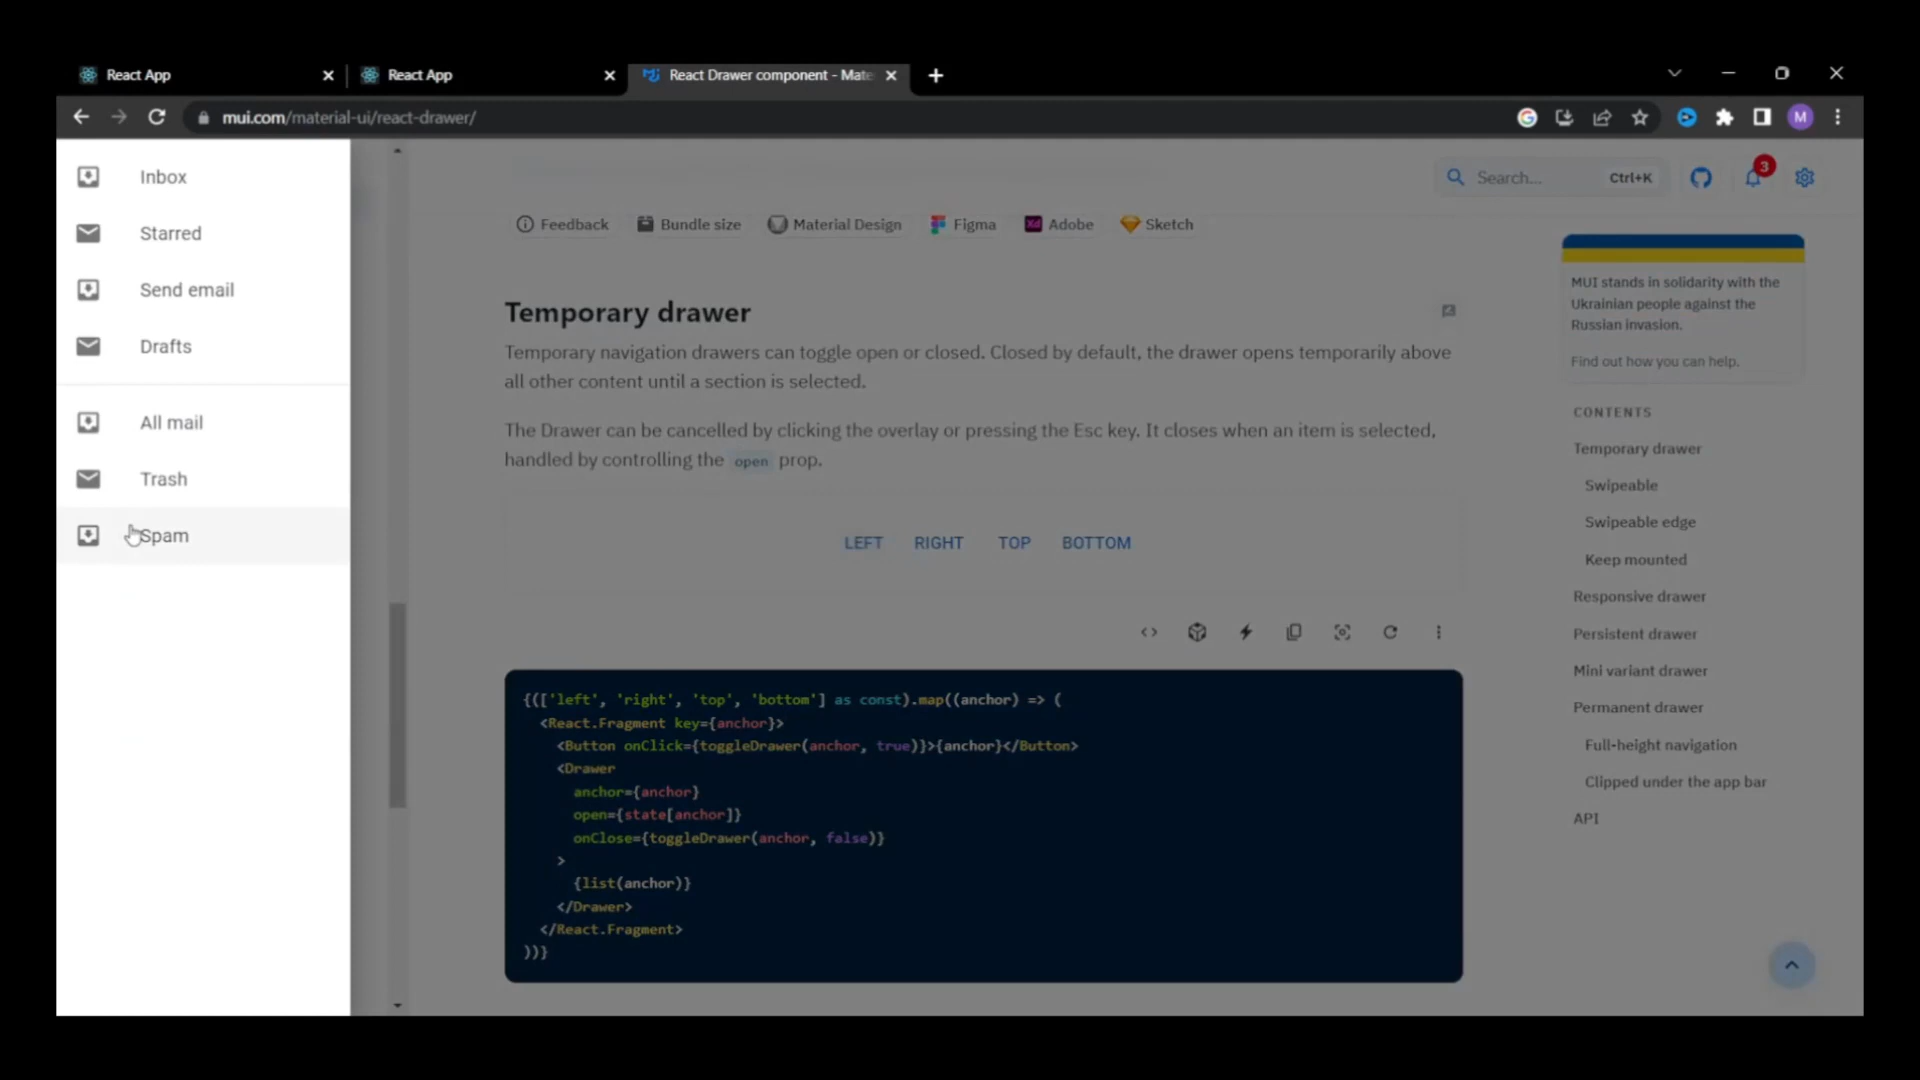 React App
React App
React Drawer component - Mate
mui.com/material-ui/react-drawer/
M
Inbox
Starred
Send email
Drafts
All mail
Trash
Spam
Search...
Ctrl+K
3
Feedback
Bundle size
Material Design
Figma
Adobe
Sketch
Temporary drawer
Temporary navigation drawers can toggle open or closed. Closed by default, the drawer opens temporarily above
all other content until a section is selected.
The Drawer can be cancelled by clicking the overlay or pressing the Esc key. It closes when an item is selected,
handled by controlling the open prop.
LEFT RIGHT TOP BOTTOM
{(['left', 'right', 'top', 'bottom'] as const).map((anchor) => (
<React.Fragment key={anchor}>
<Button onClick={toggleDrawer(anchor, true)}>{anchor}</Button>
<Drawer
anchor={anchor}
open={state[anchor]}
onClose={toggleDrawer(anchor, false)}
>
{list(anchor)}
</Drawer>
</React.Fragment>
))}
MUI stands in solidarity with the
Ukrainian people against the
Russian invasion.
Find out how you can help.
CONTENTS
Temporary drawer
Swipeable
Swipeable edge
Keep mounted
Responsive drawer
Persistent drawer
Mini variant drawer
Permanent drawer
Full-height navigation
Clipped under the app bar
API